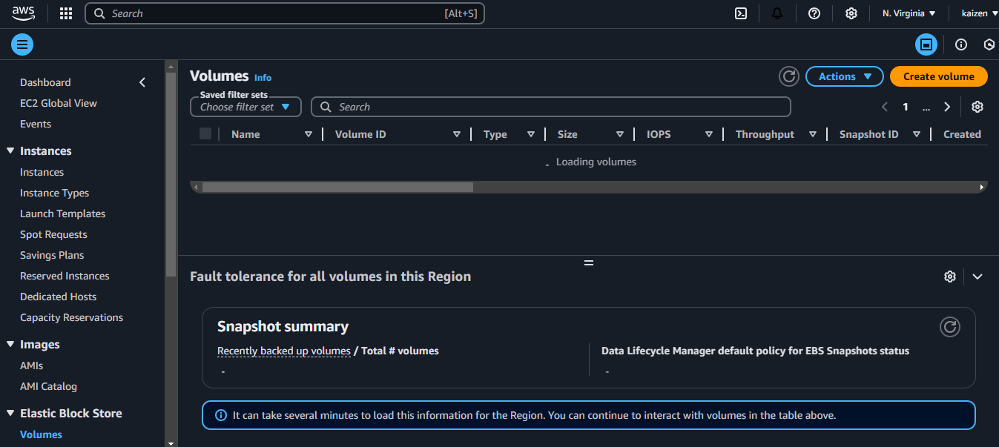 aws
Search [Alt+S]
N. Virginia
kaizen
Dashboard
EC2 Global View
Events
Instances
Instances
Instance Types
Launch Templates
Spot Requests
Savings Plans
Reserved Instances
Dedicated Hosts
Capacity Reservations
Images
AMIs
AMI Catalog
Elastic Block Store
Volumes
Volumes Info
Actions
Create volume
Saved filter sets
Choose filter set
Search
1 ...
Name Volume ID Type Size IOPS Throughput Snapshot ID Created
Loading volumes
Fault tolerance for all volumes in this Region
Snapshot summary
Recently backed up volumes / Total # volumes
-
Data Lifecycle Manager default policy for EBS Snapshots status
-
It can take several minutes to load this information for the Region. You can continue to interact with volumes in the table above.